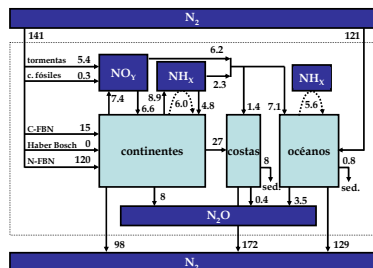 N₂
141 121
tormentas 5.4 6.2
NOY NHX NHX
c. fósiles 0.3 2.3
7.4 6.6 8.9 6.0 4.8 1.4 7.1 5.6
C-FBN 15
Haber Bosch 0 continentes 27 costas océanos
N-FBN 120 8 0.8
sed. sed.
8 0.4 3.5
N₂O
98 172 129
N₂